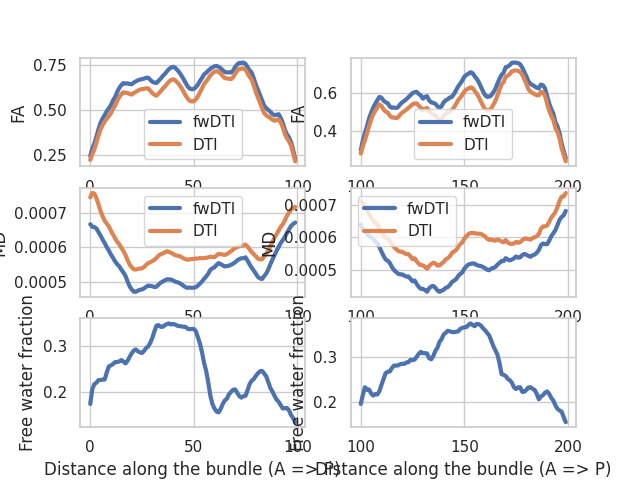 FA
0.75
0.50
0.25
fwDTI
DTI
0
50
100
FA
0.6
0.4
fwDTI
DTI
100
150
200
MD
0.0007
0.0006
0.0005
fwDTI
DTI
0
50
100
MD
0.0007
0.0006
0.0005
fwDTI
DTI
100
150
200
Free water fraction
0.3
0.2
0
50
100
Distance along the bundle (A => P)
Free water fraction
0.3
0.2
100
150
200
Distance along the bundle (A => P)